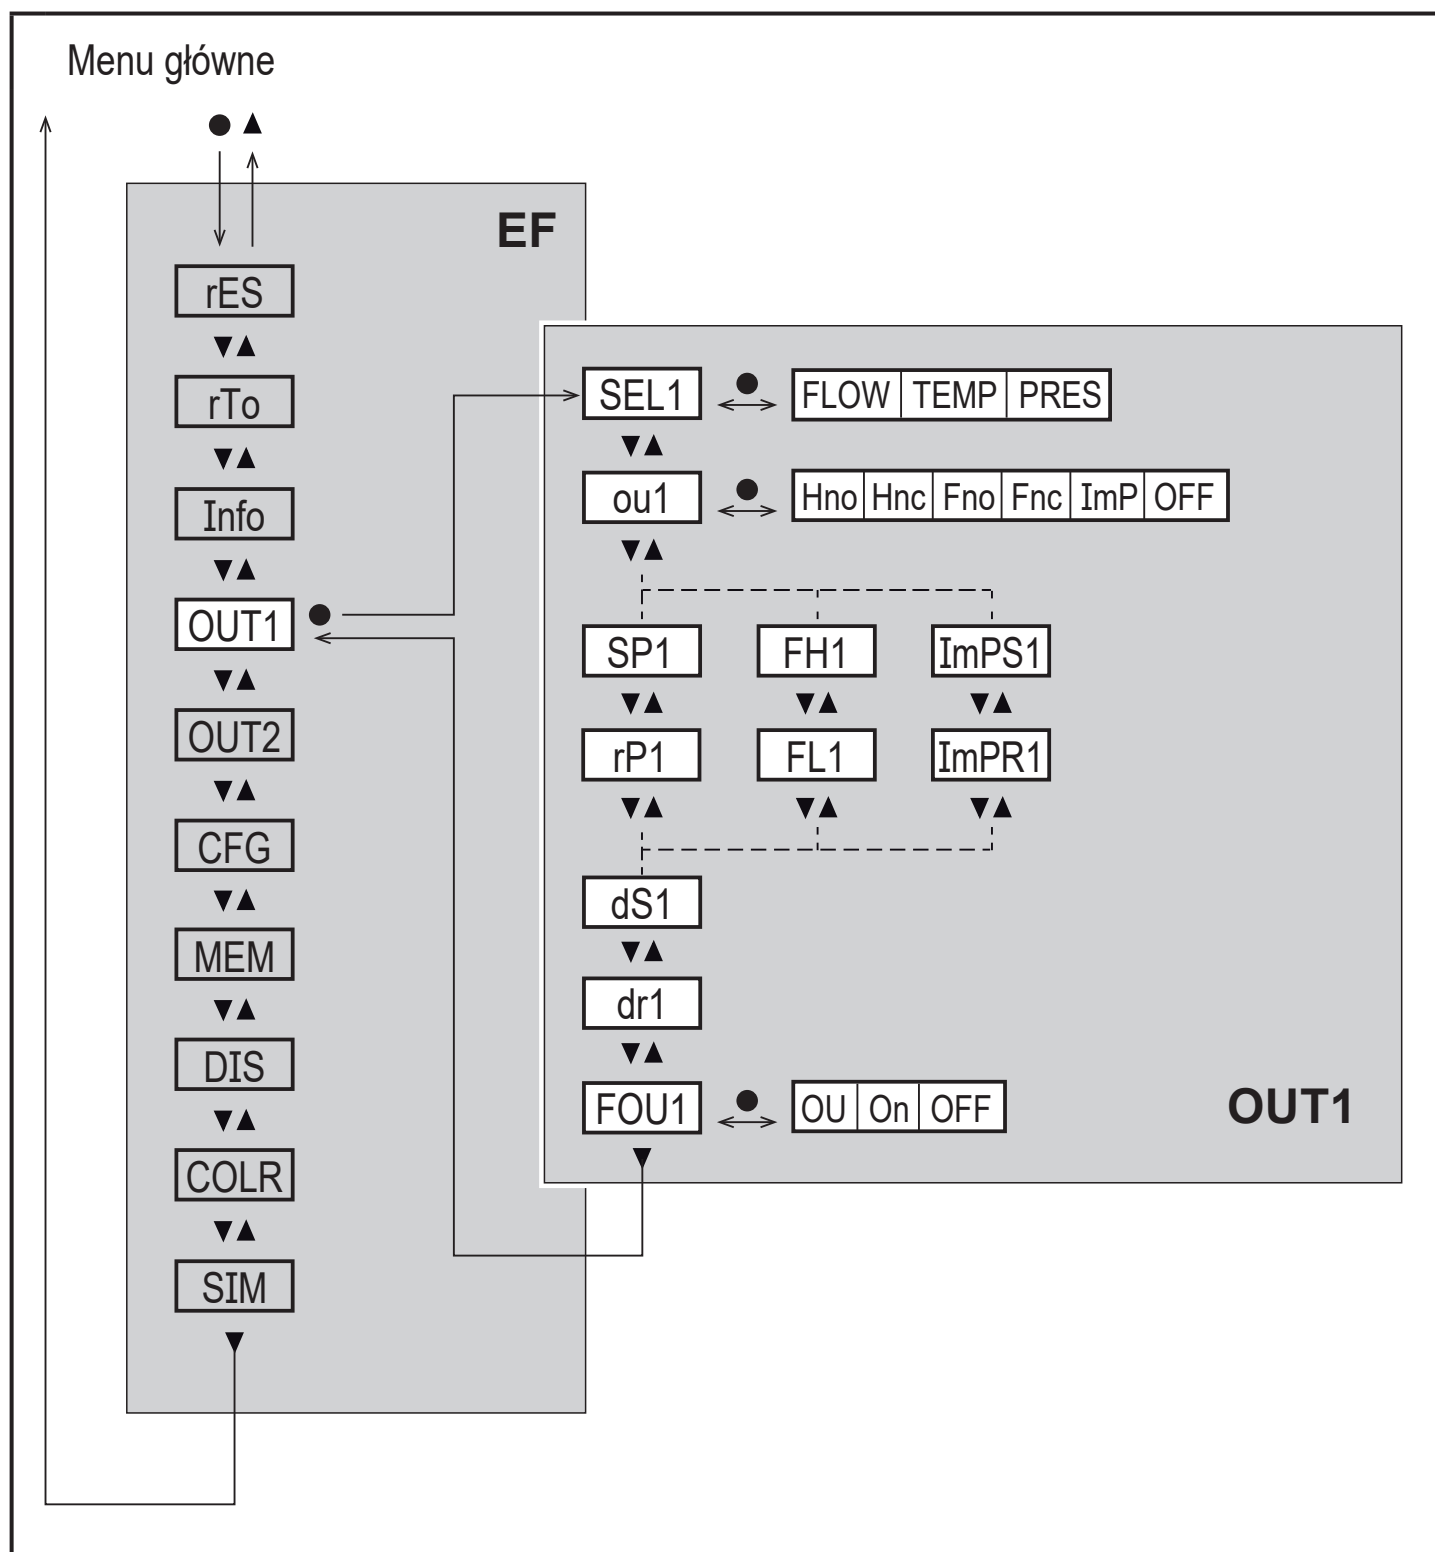 Menu główne
EF
rES
rTo
Info
OUT1
OUT2
CFG
MEM
DIS
COLR
SIM
SEL1 FLOW TEMP PRES
ou1 Hno Hnc Fno Fnc ImP OFF
SP1 FH1 ImPS1
rP1 FL1 ImPR1
dS1
dr1
FOU1 OU On OFF
OUT1